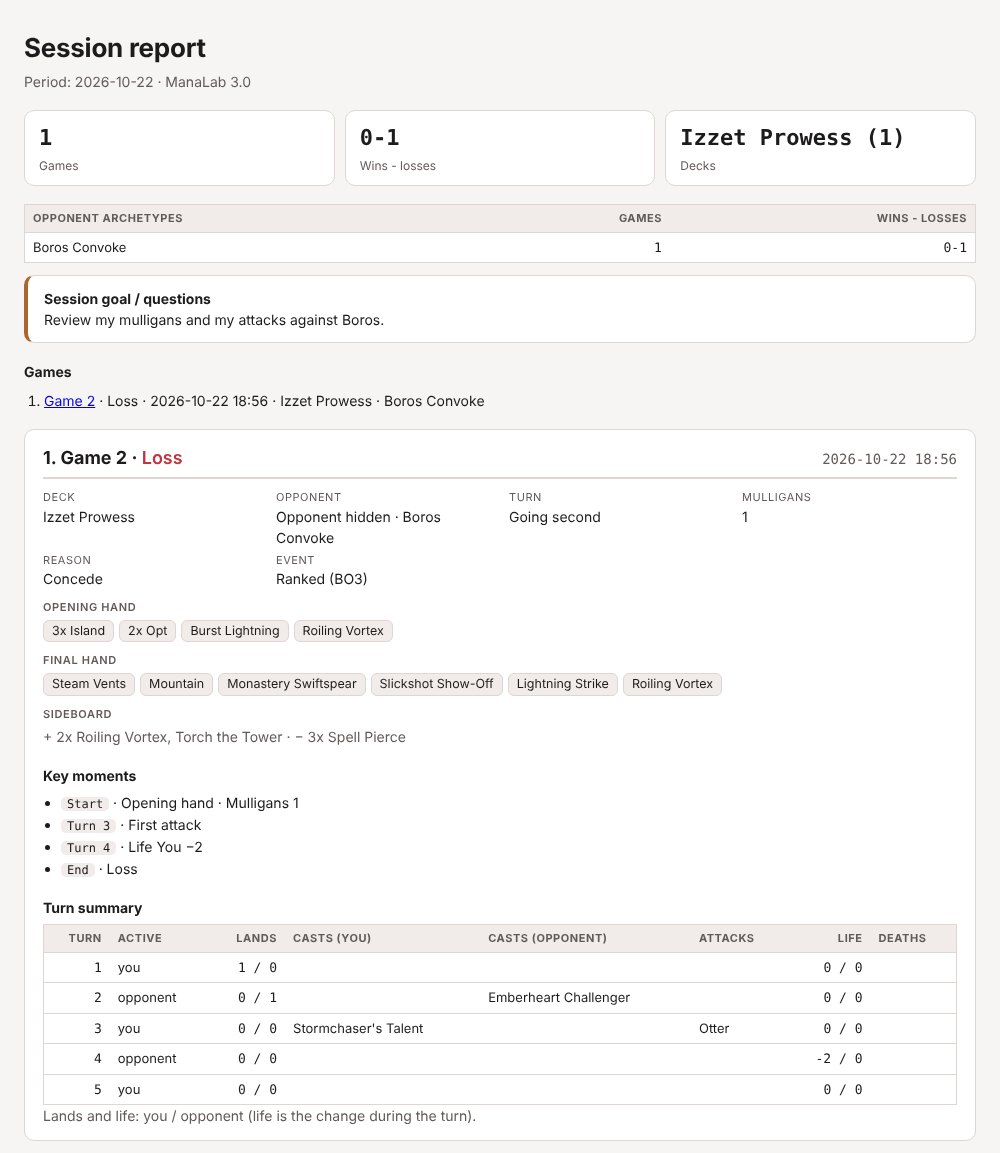 Session report
Period: 2026-10-22 · ManaLab 3.0
1
Games
0-1
Wins - losses
Izzet Prowess (1)
Decks
OPPONENT ARCHETYPES GAMES WINS - LOSSES
Boros Convoke 1 0-1
Session goal / questions
Review my mulligans and my attacks against Boros.
Games
1. Game 2 · Loss · 2026-10-22 18:56 · Izzet Prowess · Boros Convoke
1. Game 2 · Loss 2026-10-22 18:56
DECK OPPONENT TURN MULLIGANS
Izzet Prowess Opponent hidden · Boros Going second 1
Convoke
REASON EVENT
Concede Ranked (BO3)
OPENING HAND
3x Island 2x Opt Burst Lightning Roiling Vortex
FINAL HAND
Steam Vents Mountain Monastery Swiftspear Slickshot Show-Off Lightning Strike Roiling Vortex
SIDEBOARD
+ 2x Roiling Vortex, Torch the Tower · − 3x Spell Pierce
Key moments
• Start · Opening hand · Mulligans 1
• Turn 3 · First attack
• Turn 4 · Life You −2
• End · Loss
Turn summary
TURN ACTIVE LANDS CASTS (YOU) CASTS (OPPONENT) ATTACKS LIFE DEATHS
1 you 1 / 0 0 / 0
2 opponent 0 / 1 Emberheart Challenger 0 / 0
3 you 0 / 0 Stormchaser's Talent Otter 0 / 0
4 opponent 0 / 0 -2 / 0
5 you 0 / 0 0 / 0
Lands and life: you / opponent (life is the change during the turn).